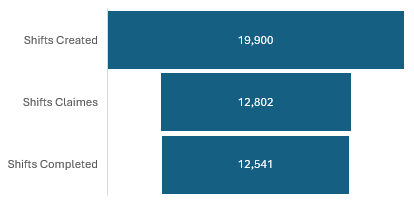 Shifts Created
19,900
Shifts Claimes
12,802
Shifts Completed
12,541